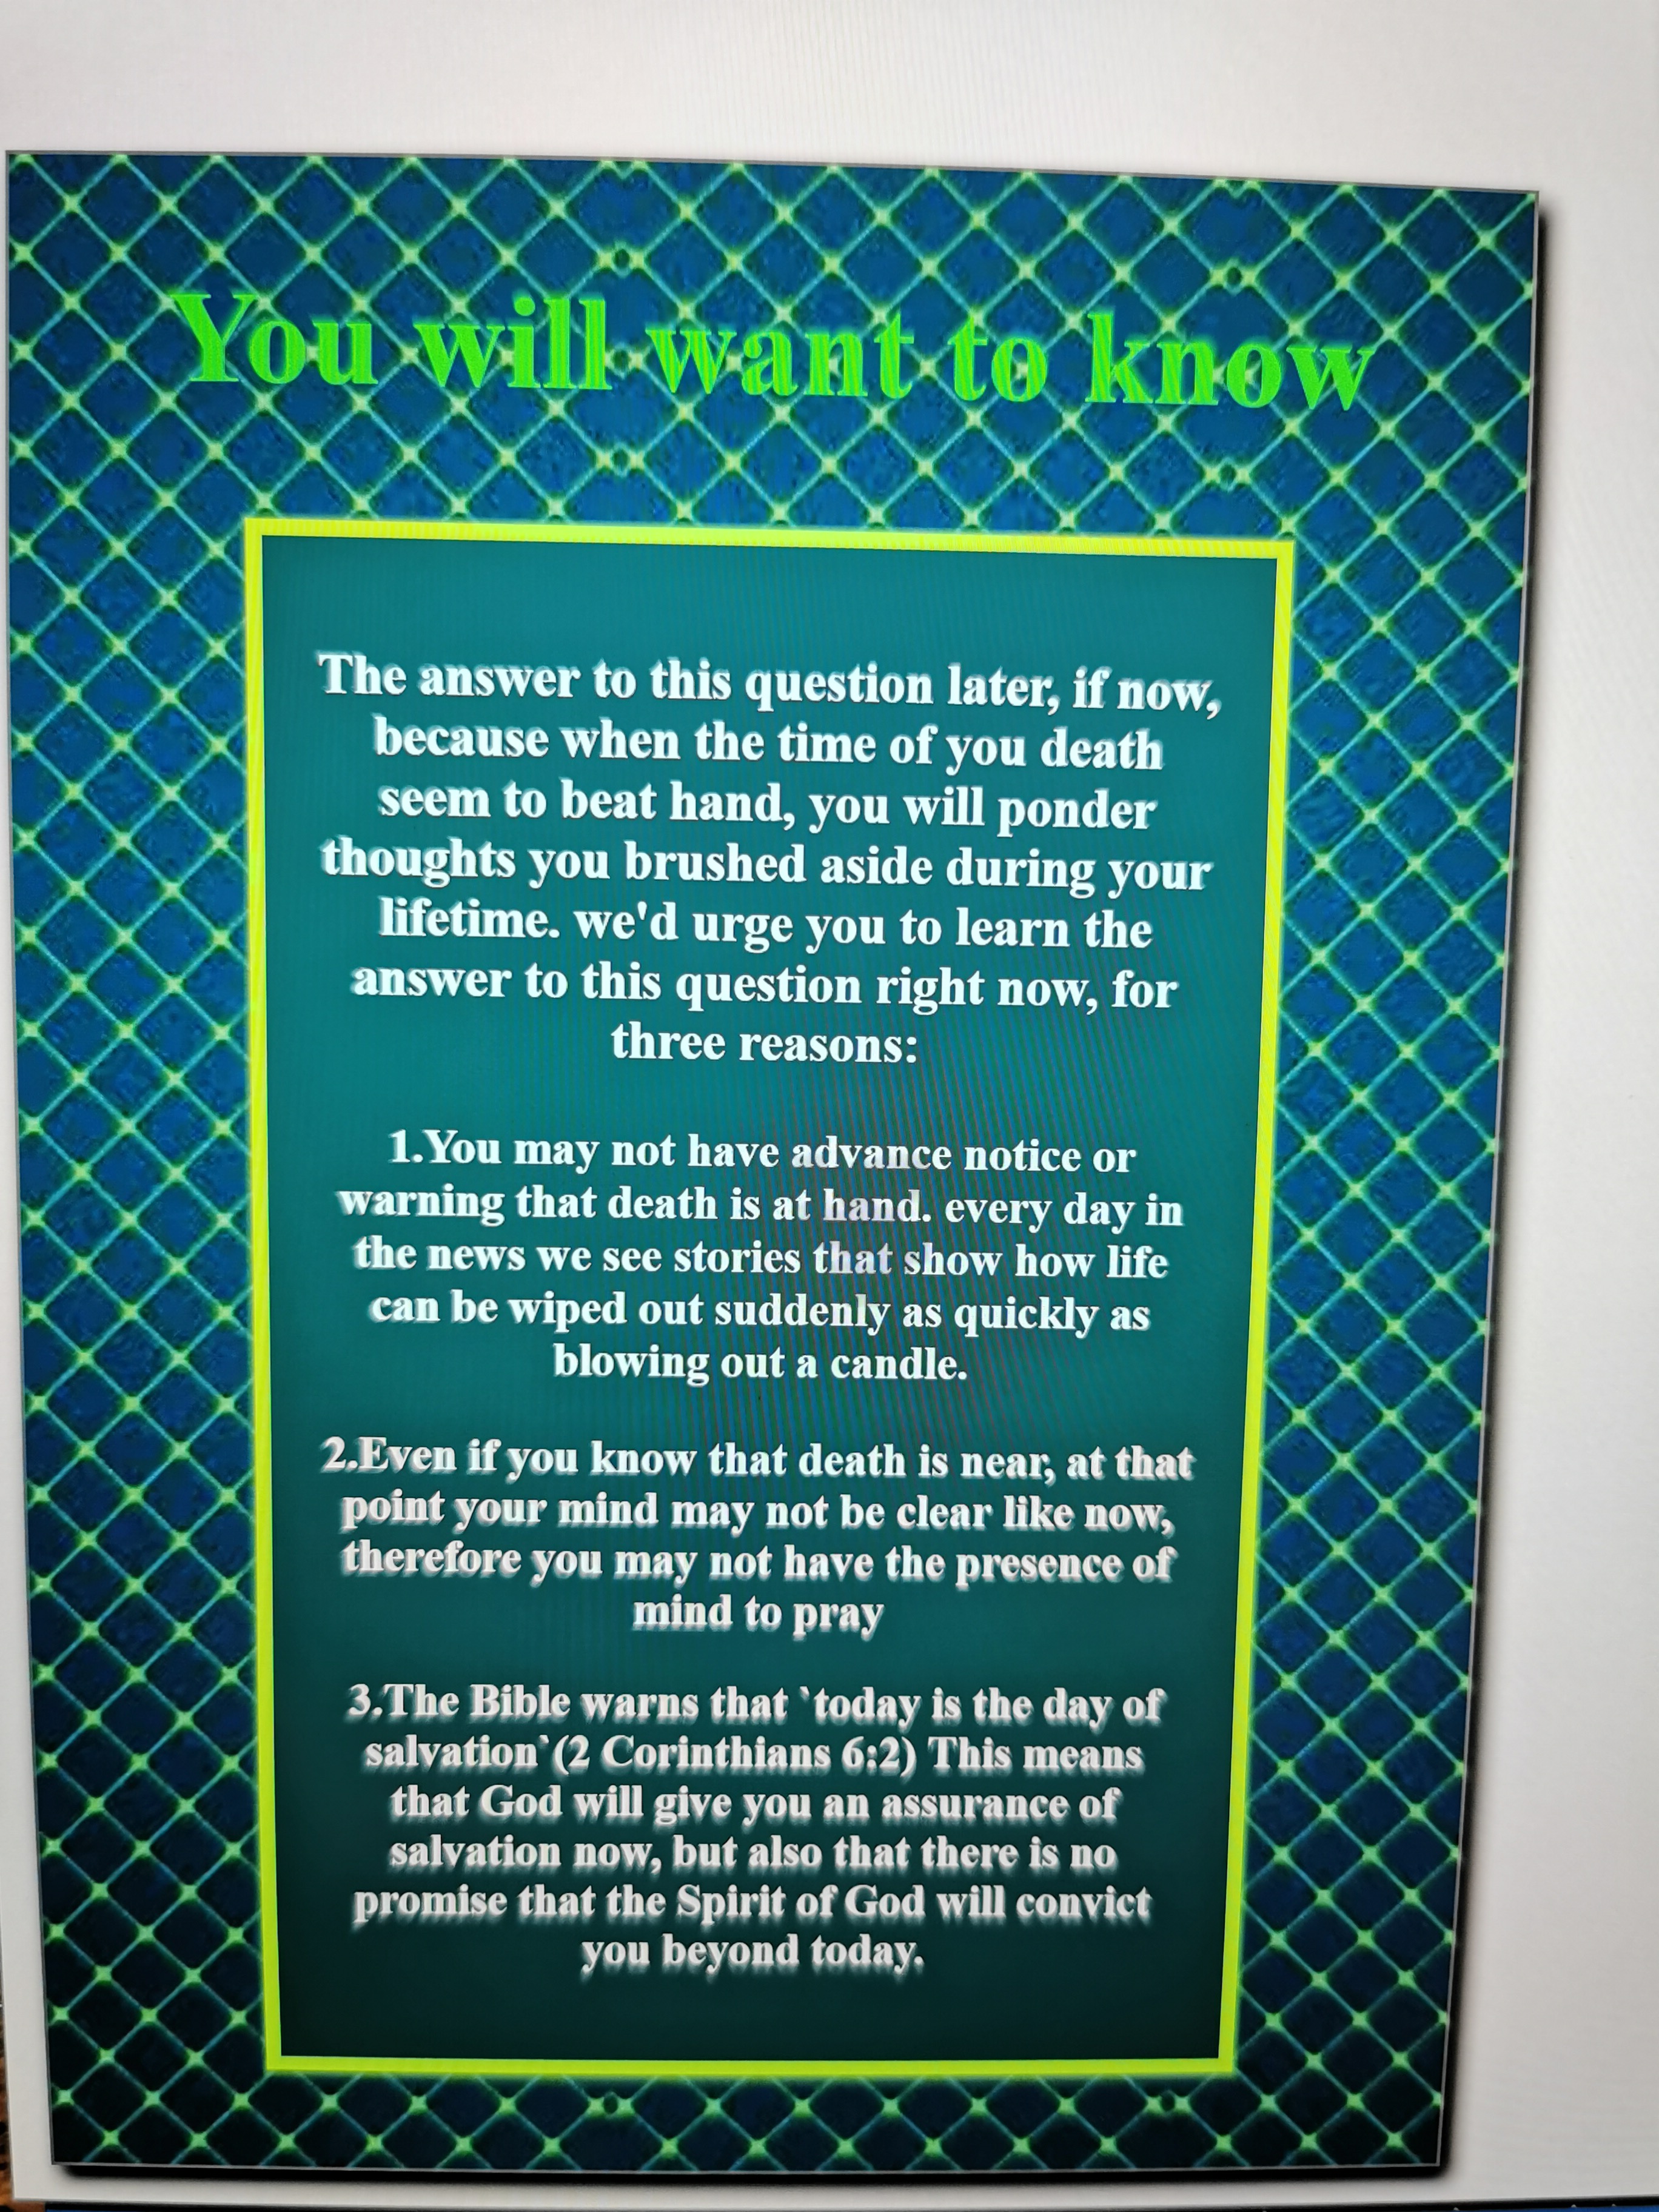 You will want to know
The answer to this question later, if now,
because when the time of you death
seem to beat hand, you will ponder
thoughts you brushed aside during your
lifetime. we'd urge you to learn the
answer to this question right now, for
three reasons:
1.You may not have advance notice or
warning that death is at hand. every day in
the news we see stories that show how life
can be wiped out suddenly as quickly as
blowing out a candle.
2.Even if you know that death is near, at that
point your mind may not be clear like now,
therefore you may not have the presence of
mind to pray
3.The Bible warns that `today is the day of
salvation`(2 Corinthians 6:2) This means
that God will give you an assurance of
salvation now, but also that there is no
promise that the Spirit of God will convict
you beyond today.